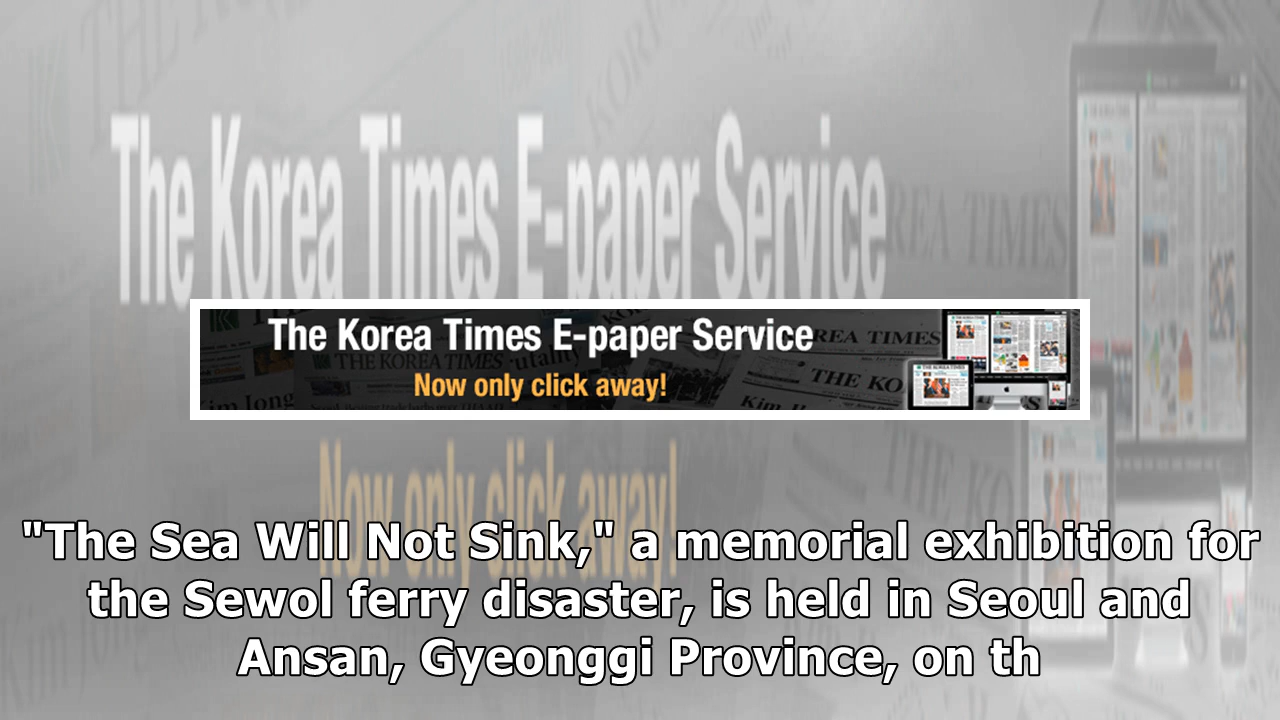 The Korea Times E-paper Service
The Korea Times E-paper Service
THE KOREA TIMES
REA TIMES
THE KO
Now only click away!
Now only click away!
"The Sea Will Not Sink," a memorial exhibition for
the Sewol ferry disaster, is held in Seoul and
Ansan, Gyeonggi Province, on th